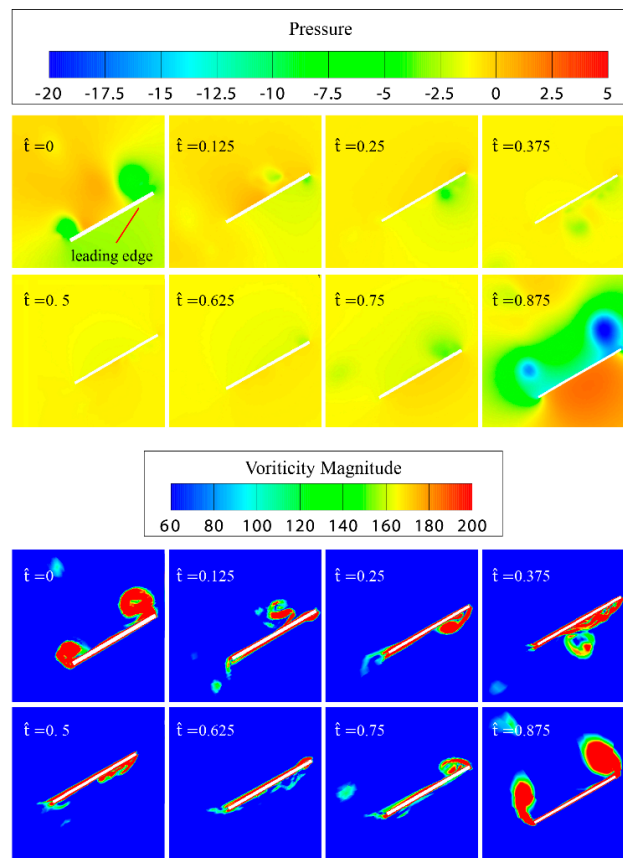 Pressure
-20 -17.5 -15 -12.5 -10 -7.5 -5 -2.5 0 2.5 5
t̂=0 t̂=0.125 t̂=0.25 t̂=0.375
leading edge
t̂=0. 5 t̂=0.625 t̂=0.75 t̂=0.875
Voriticity Magnitude
60 80 100 120 140 160 180 200
t̂=0 t̂=0.125 t̂=0.25 t̂=0.375
t̂=0. 5 t̂=0.625 t̂=0.75 t̂=0.875